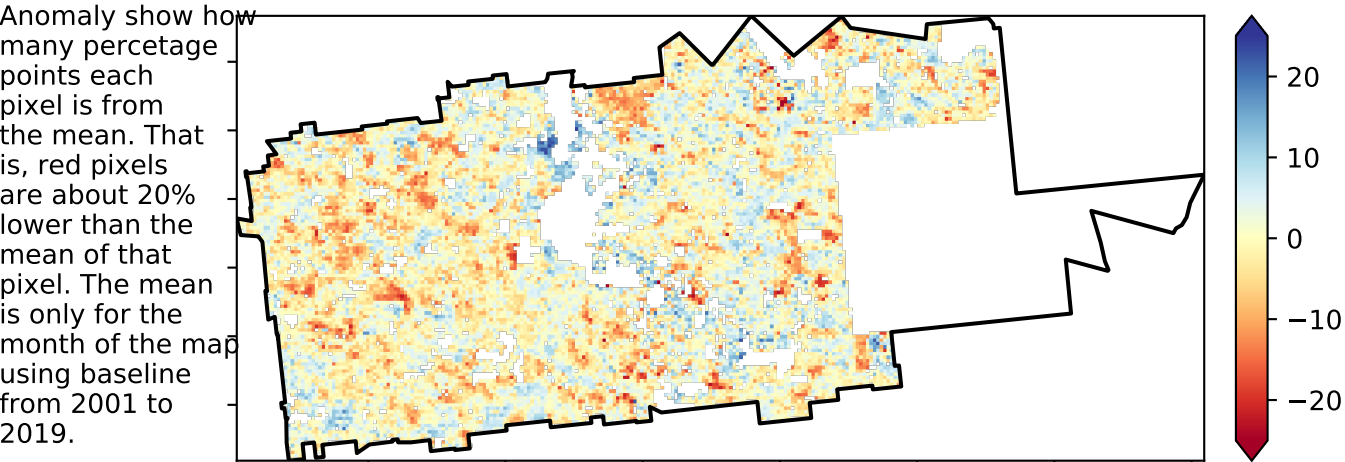 Anomaly show how
many percetage
points each
pixel is from
the mean. That
is, red pixels
are about 20%
lower than the
mean of that
pixel. The mean
is only for the
month of the map
using baseline
from 2001 to
2019.
20
10
0
−10
−20